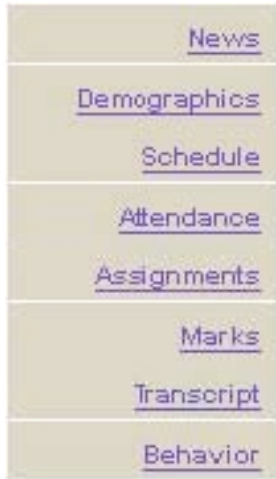 News
Demographics
Schedule
Attendance
Assignments
Marks
Transcript
Behavior